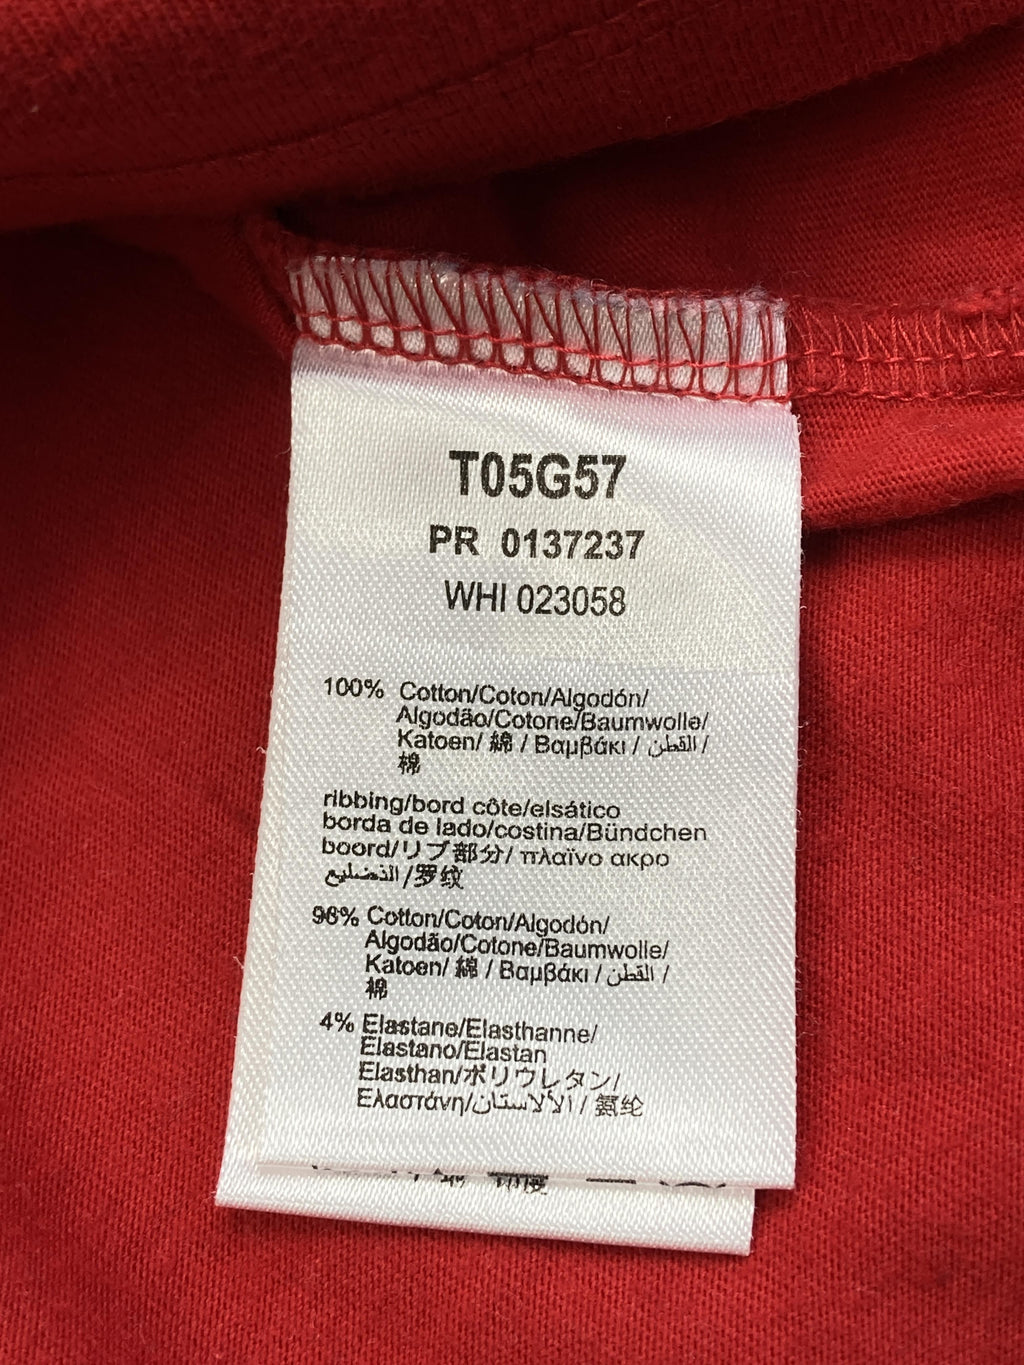 T05G57
PR 0137237
WHI 023058
100% Cotton/Coton/Algodón/
Algodão/Cotone/Baumwolle/
Katoen/ 綿 / Βαμβάκι / القطن /
棉
ribbing/bord côte/elsático
borda de lado/costina/Bündchen
boord/リブ部分/ πλαϊνο ακρο
التضليع /罗纹
96% Cotton/Coton/Algodón/
Algodão/Cotone/Baumwolle/
Katoen/ 綿 / Βαμβάκι / القطن /
棉
4% Elastane/Elasthanne/
Elastano/Elastan
Elasthan/ポリウレタン/
Ελαστάνη/الألاستان / 氨纶
印度